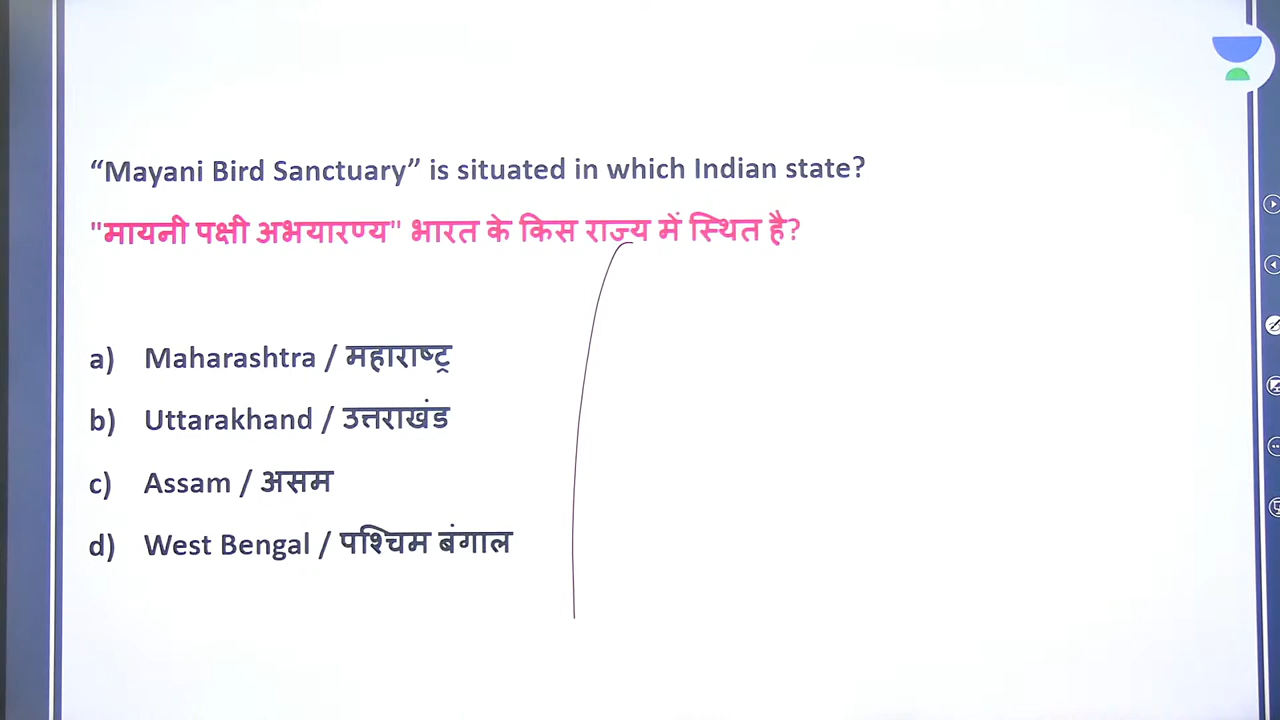 “Mayani Bird Sanctuary” is situated in which Indian state?
"मायनी पक्षी अभयारण्य" भारत के किस राज्य में स्थित है?
a) Maharashtra / महाराष्ट्र
b) Uttarakhand / उत्तराखंड
c) Assam / असम
d) West Bengal / पश्चिम बंगाल